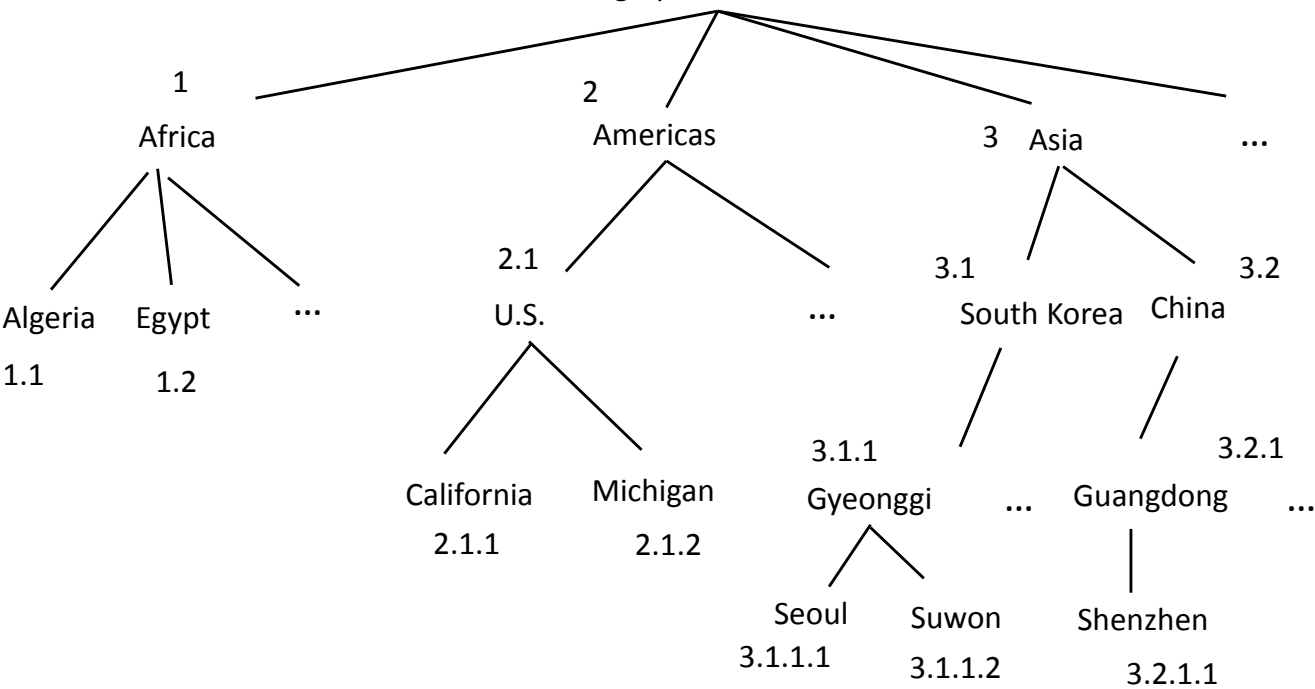 1
2
Africa
Americas
3 Asia
...
2.1
3.1
3.2
Algeria Egypt ...
U.S.
...
South Korea China
1.1
1.2
3.1.1
3.2.1
California Michigan
Gyeonggi ... Guangdong ...
2.1.1
2.1.2
Seoul Suwon Shenzhen
3.1.1.1
3.1.1.2
3.2.1.1